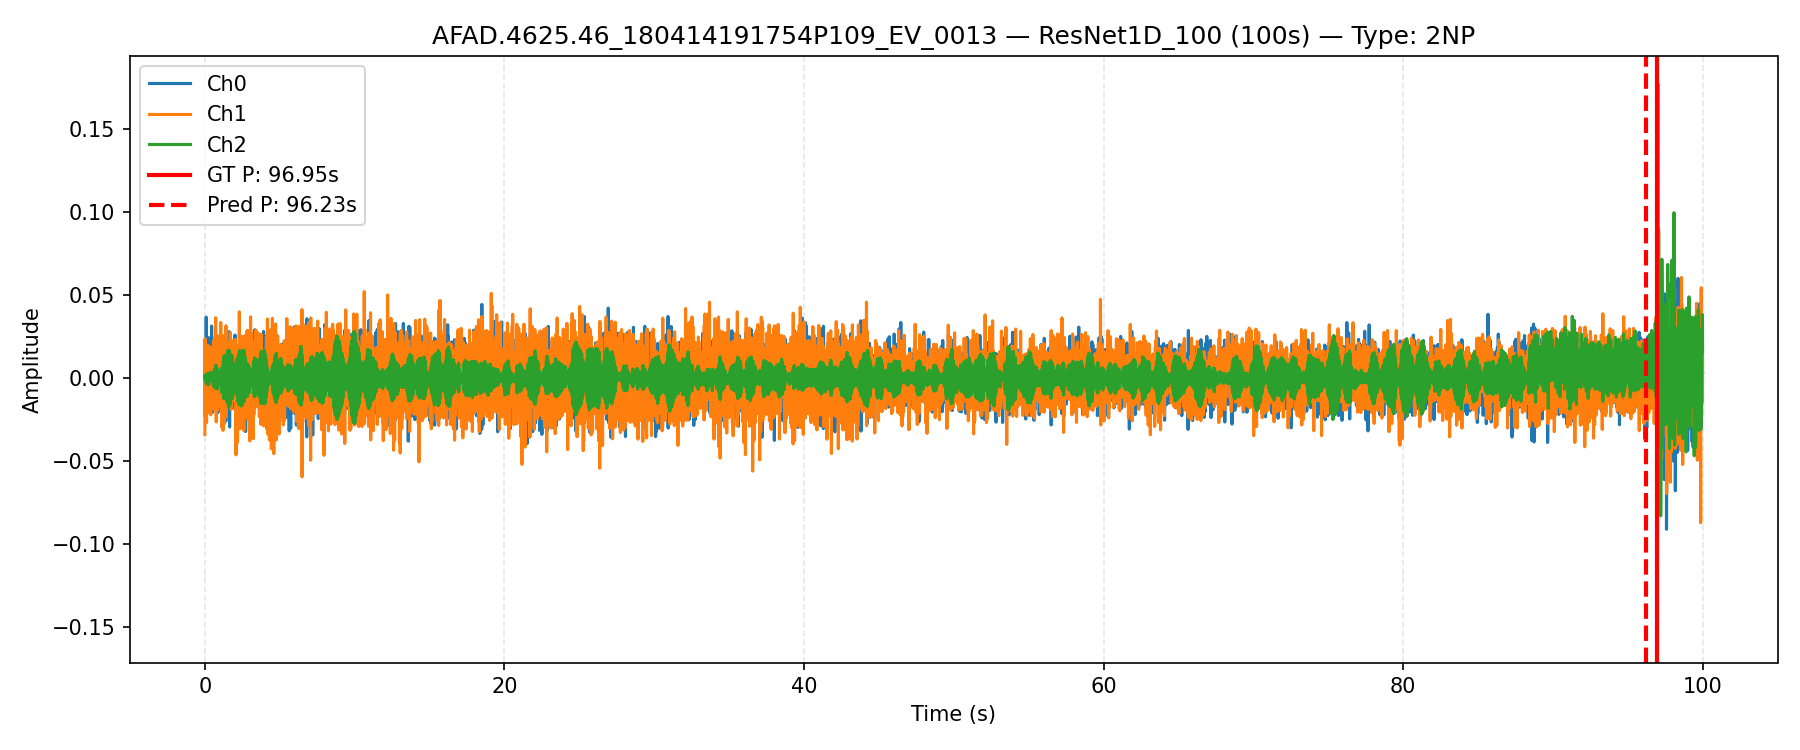 AFAD.4625.46_180414191754P109_EV_0013 — ResNet1D_100 (100s) — Type: 2NP
Ch0
Ch1
Ch2
GT P: 96.95s
Pred P: 96.23s
0.15
0.10
0.05
0.00
−0.05
−0.10
−0.15
Amplitude
0
20
40
60
80
100
Time (s)